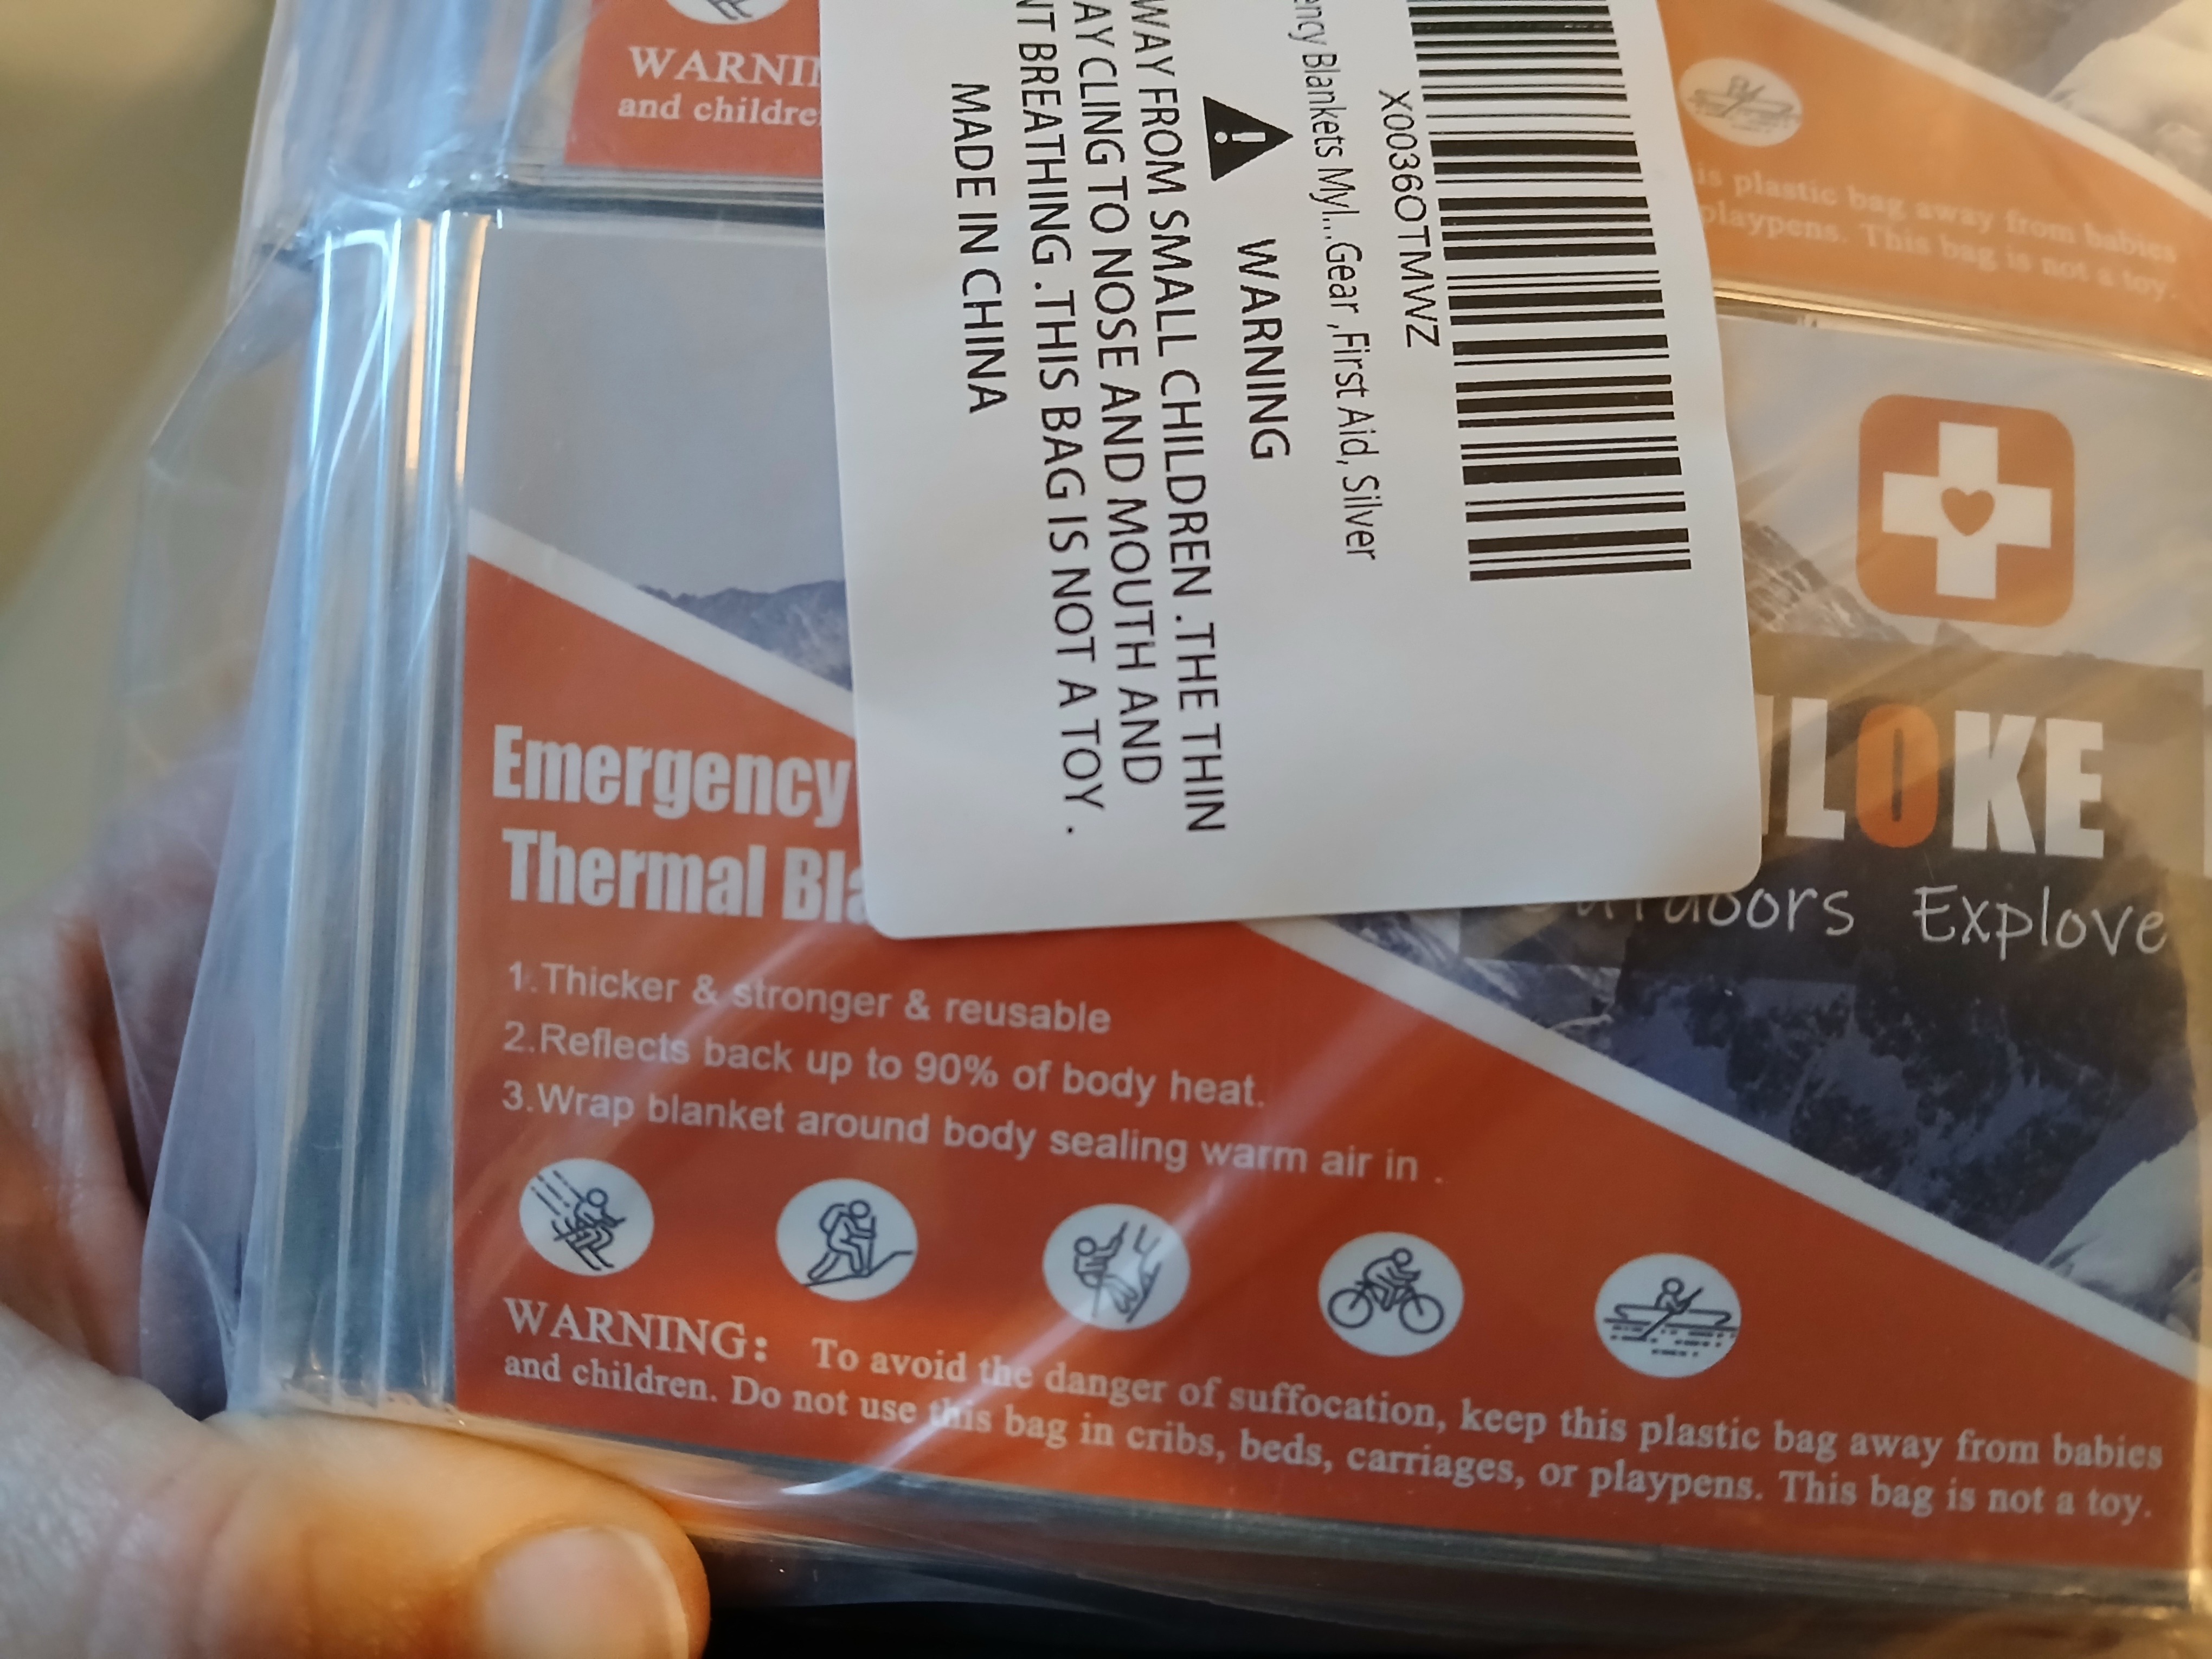 WARNI
and childre
is plastic bag away from babies
playpens. This bag is not a toy.
X0036OTMWZ
ency Blankets Myl...Gear ,First Aid, Silver
WARNING
WAY FROM SMALL CHILDREN .THE THIN
AY CLING TO NOSE AND MOUTH AND
NT BREATHING .THIS BAG IS NOT A TOY .
MADE IN CHINA
LOKE
Outdoors Explove
Emergency
Thermal Bla
1.Thicker & stronger & reusable
2.Reflects back up to 90% of body heat.
3.Wrap blanket around body sealing warm air in .
WARNING: To avoid the danger of suffocation, keep this plastic bag away from babies
and children. Do not use this bag in cribs, beds, carriages, or playpens. This bag is not a toy.